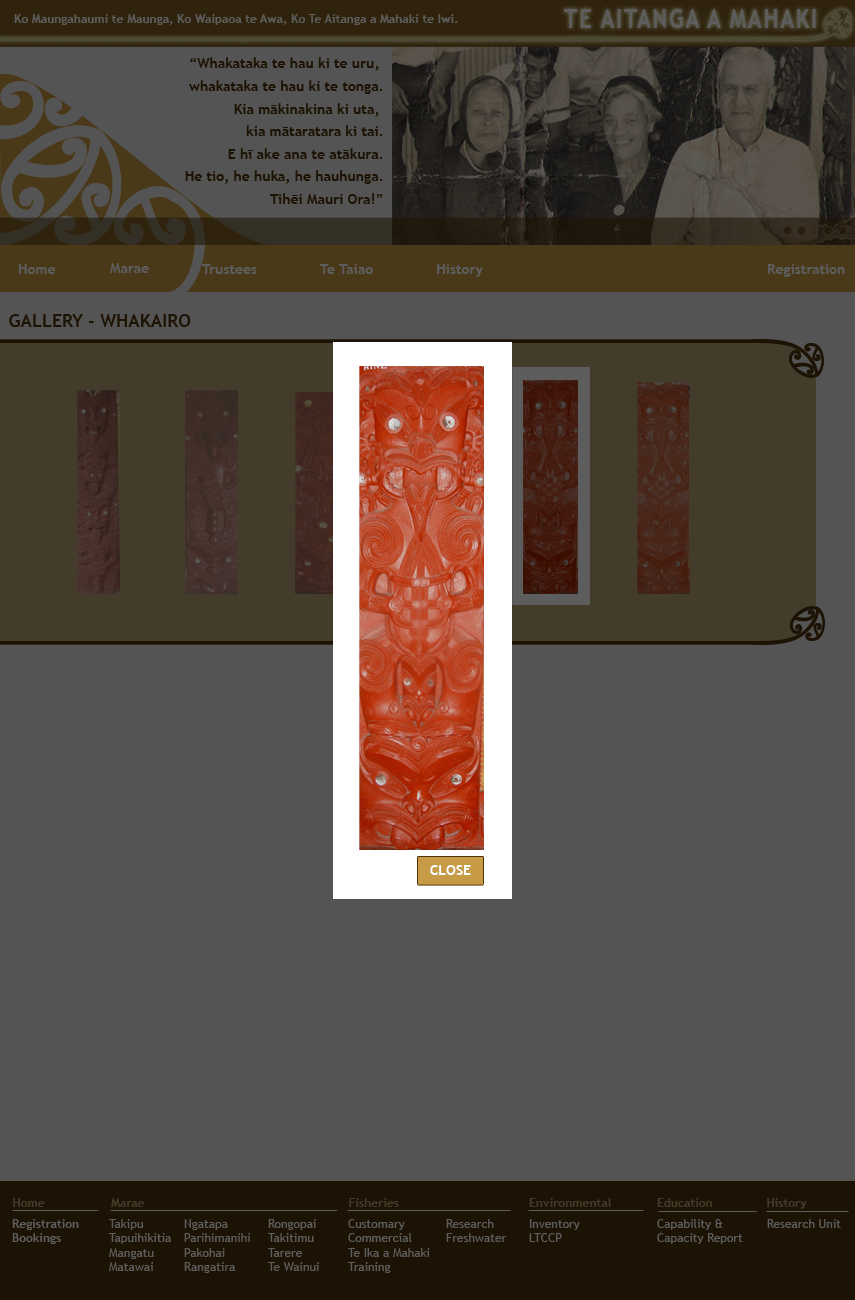 Ko Maungahaumi te Maunga, Ko Waipaoa te Awa, Ko Te Aitanga a Mahaki te Iwi.
TE AITANGA A MAHAKI
“Whakataka te hau ki te uru,
whakataka te hau ki te tonga.
Kia mākinakina ki uta,
kia mātaratara ki tai.
E hī ake ana te atākura.
He tio, he huka, he hauhunga.
Tihēi Mauri Ora!”
Home Marae Trustees Te Taiao History Registration
GALLERY - WHAKAIRO
CLOSE
Home Marae Fisheries Environmental Education History
Registration Takipu Ngatapa Rongopai Customary Research Inventory Capability & Research Unit
Bookings Tapuihikitia Parihimanihi Takitimu Commercial Freshwater LTCCP Capacity Report
Mangatu Pakohai Tarere Te Ika a Mahaki
Matawai Rangatira Te Wainui Training